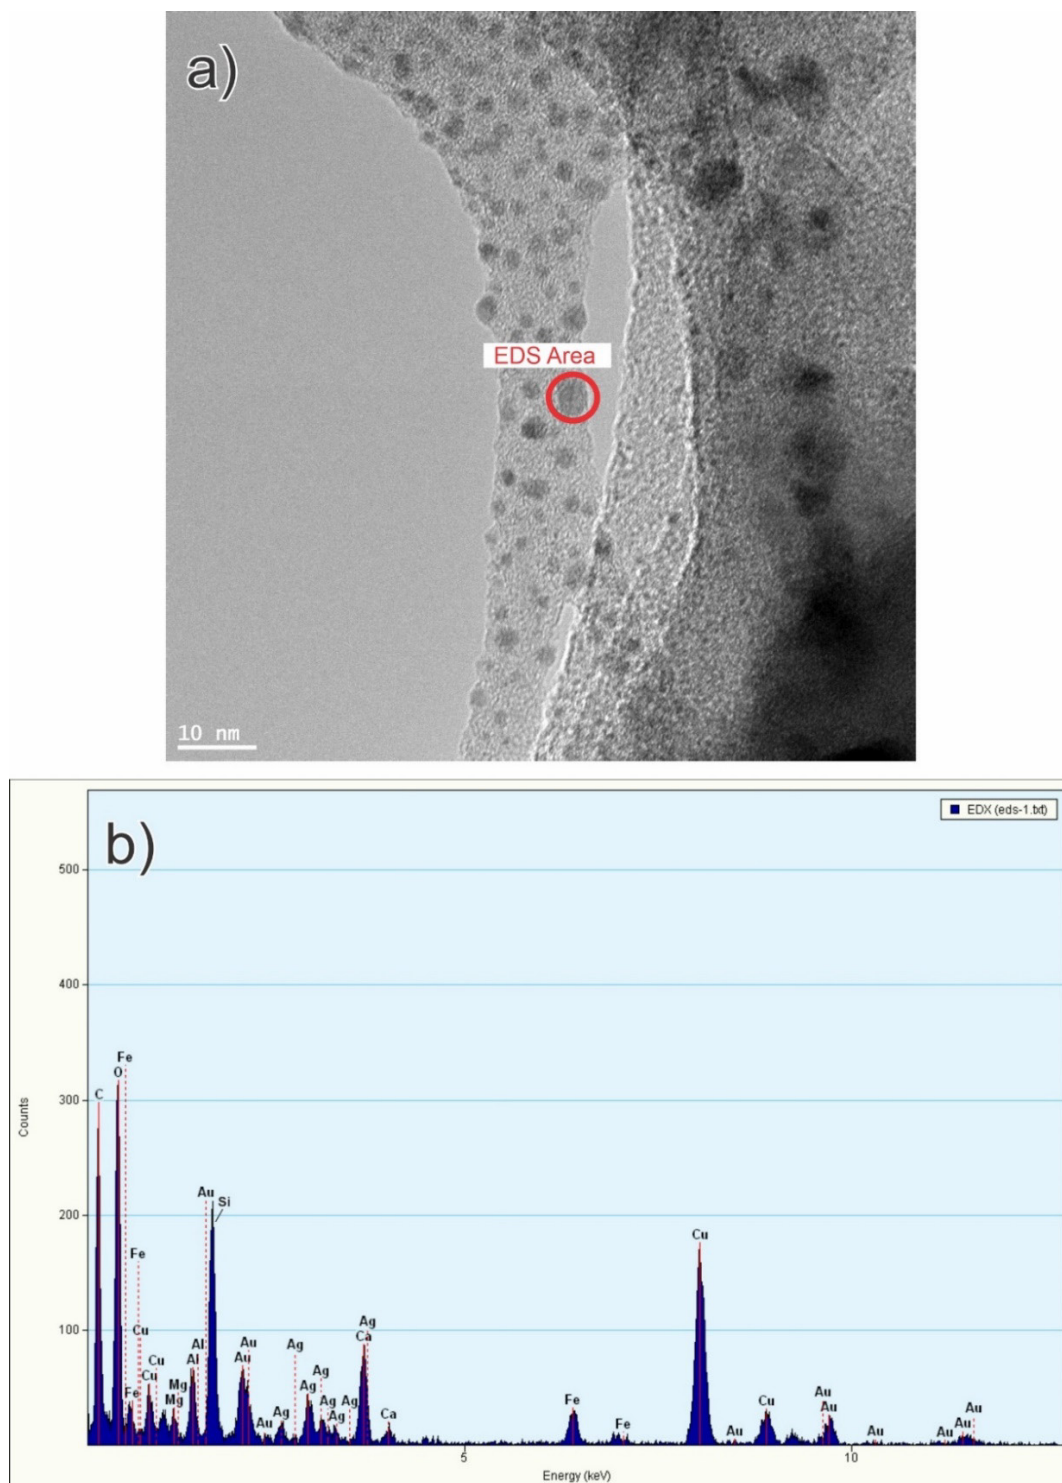 a)
EDS Area
10 nm
b)
EDX (eds-1.txt)
500
400
300
200
100
Counts
C
O
Fe
Fe
Cu
Fe
Cu
Cu
Mg
Mg
Al
Al
Au
Si
Au
Au
Au
Ag
Ag
Ag
Ag
Ag
Ag
Ag
Ag
Ca
Ca
Fe
Fe
Cu
Au
Cu
Au
Au
Au
Au
Au
Au
5
10
Energy (keV)